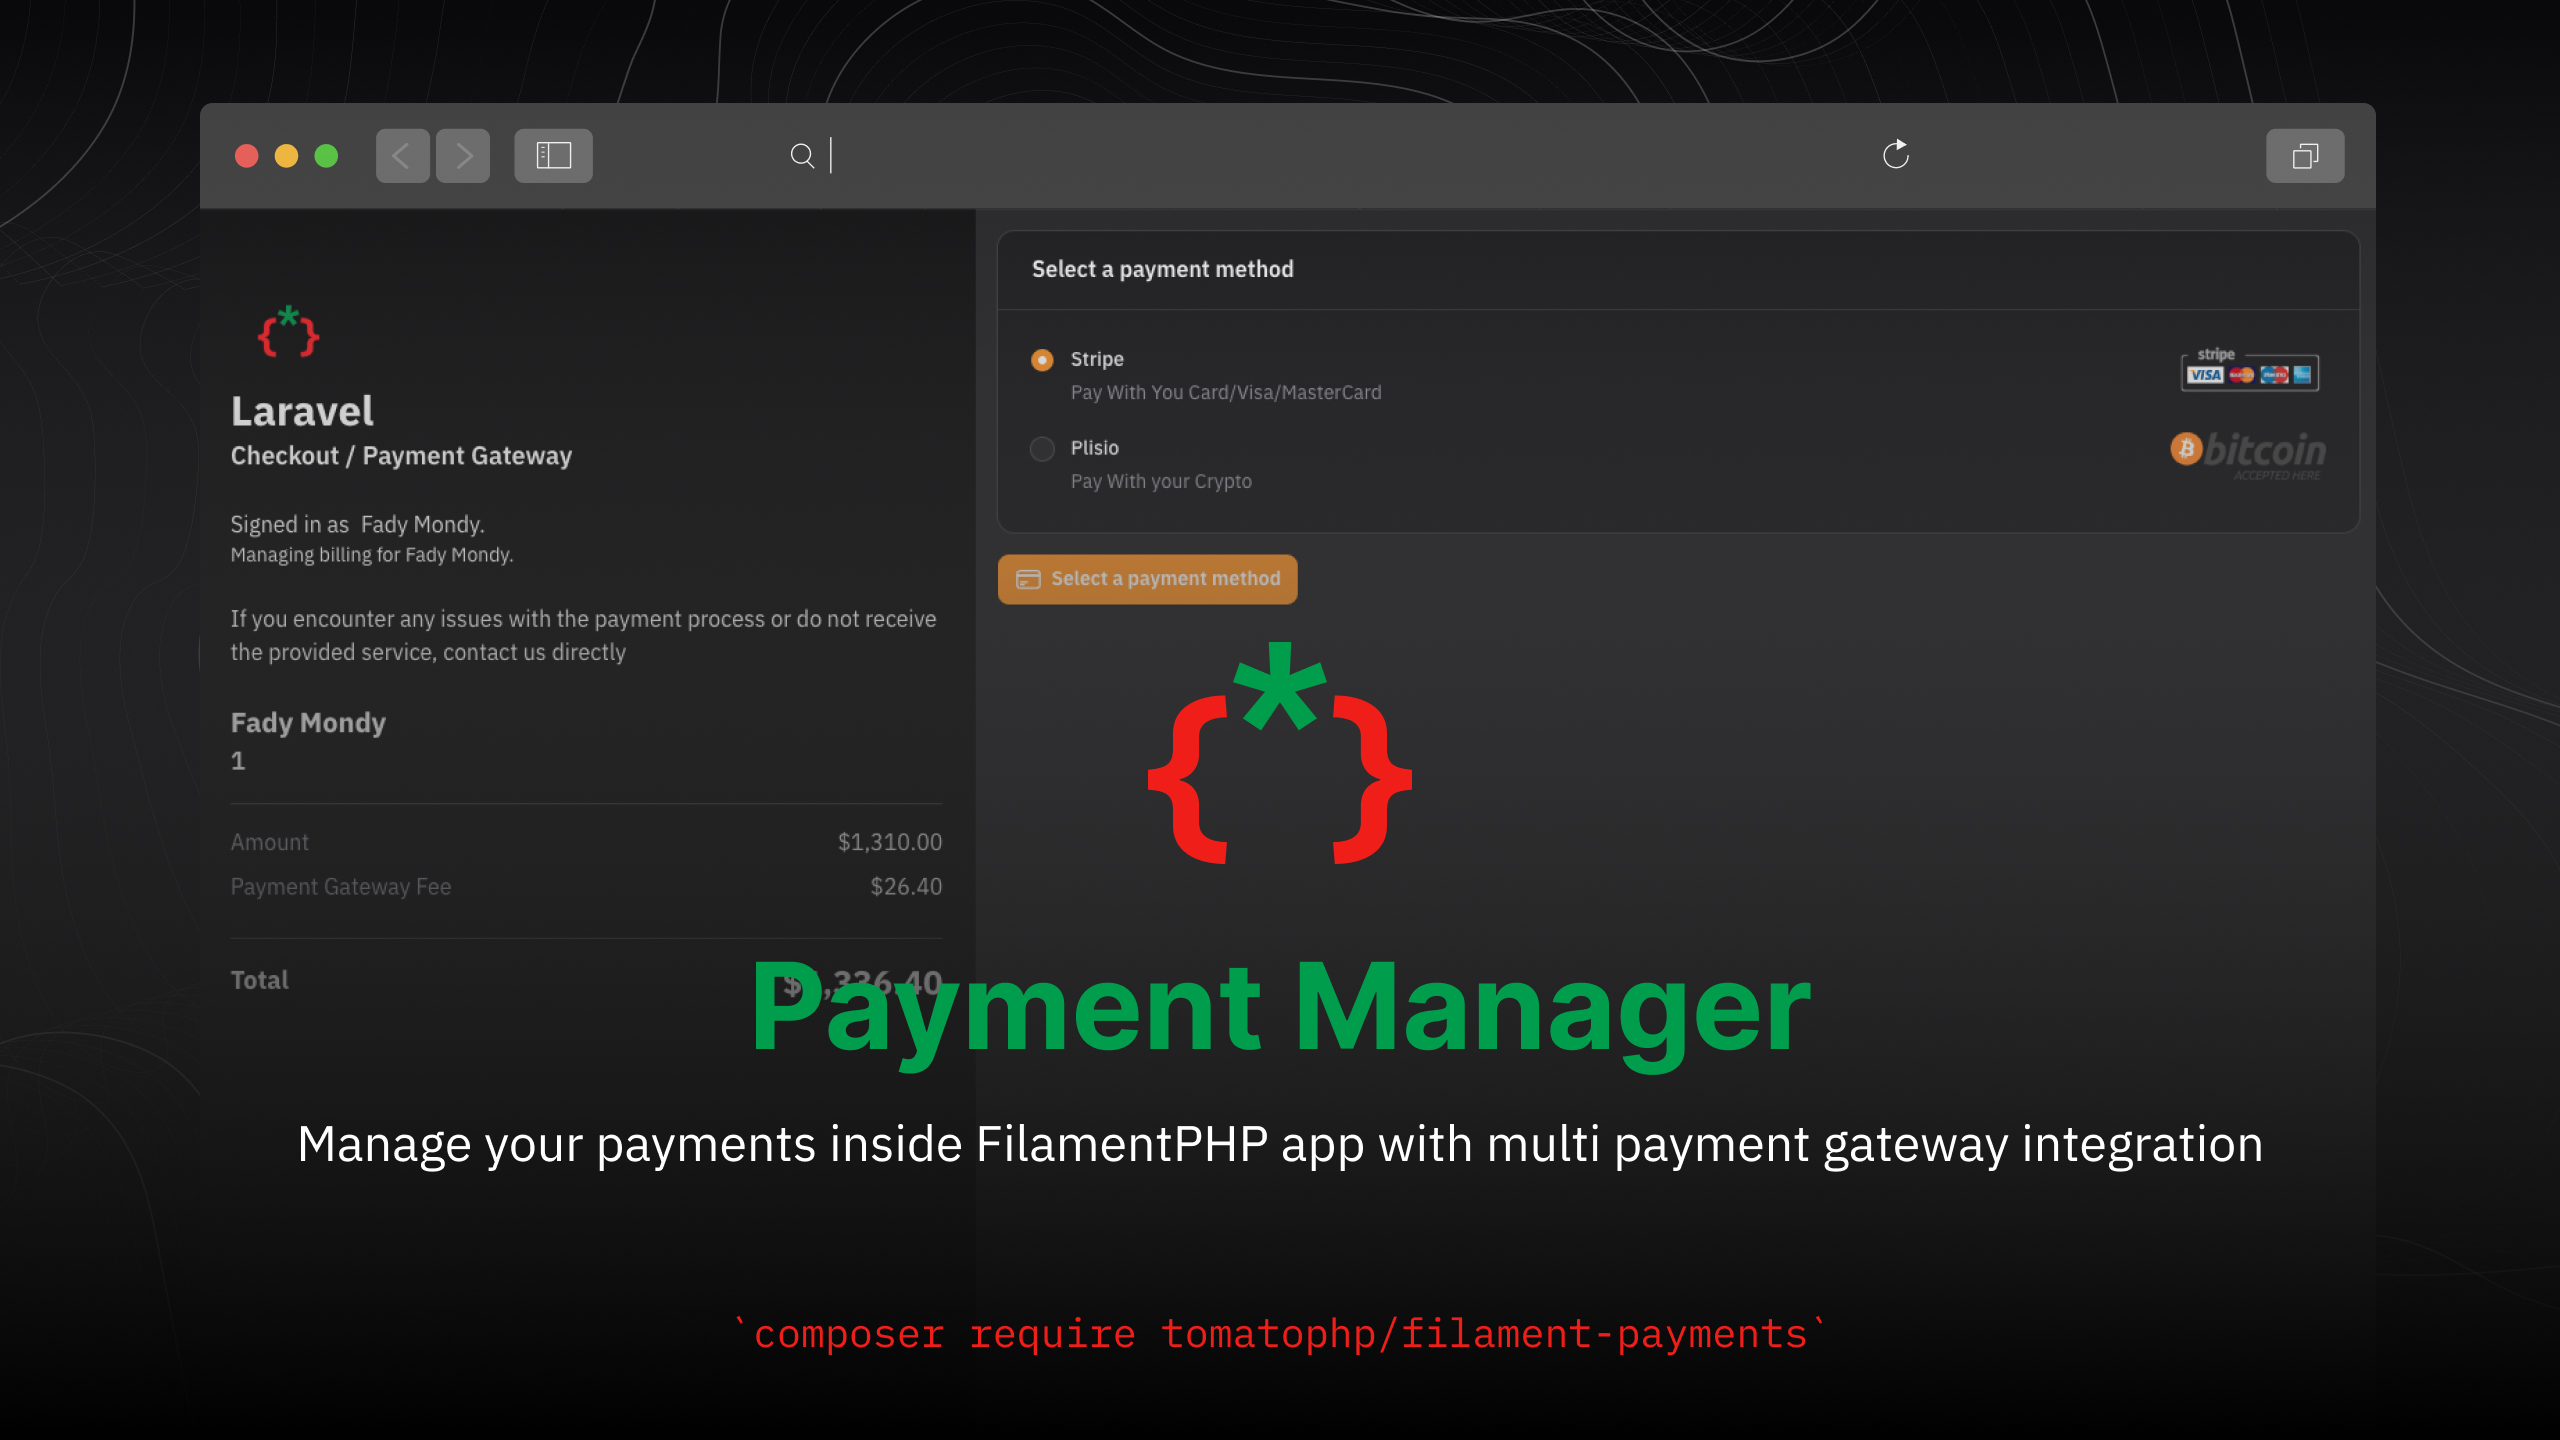 {*}
Laravel
Checkout / Payment Gateway
Signed in as Fady Mondy.
Managing billing for Fady Mondy.
If you encounter any issues with the payment process or do not receive
the provided service, contact us directly
Fady Mondy
1
Amount $1,310.00
Payment Gateway Fee $26.40
Total
Select a payment method
Stripe
Pay With You Card/Visa/MasterCard
stripe
VISA
Plisio
Pay With your Crypto
bitcoin
ACCEPTED HERE
Select a payment method
{*}
Payment Manager
Manage your payments inside FilamentPHP app with multi payment gateway integration
`composer require tomatophp/filament-payments`